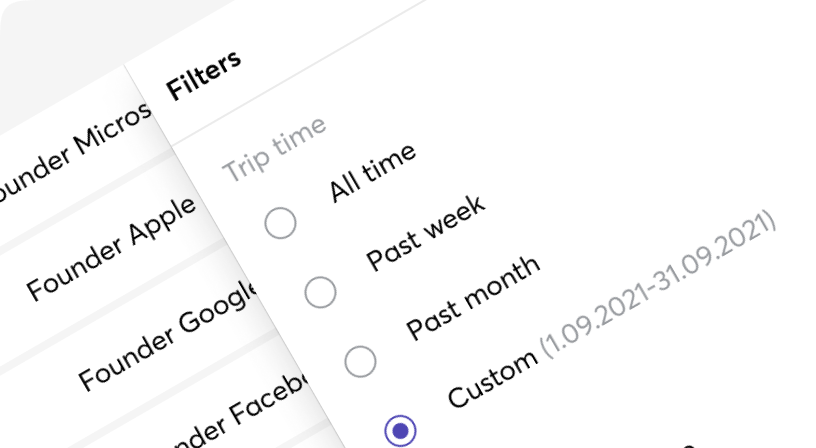 Filters
Trip time
All time
Past week
Past month
Custom (1.09.2021-31.09.2021)
Founder Apple
Founder